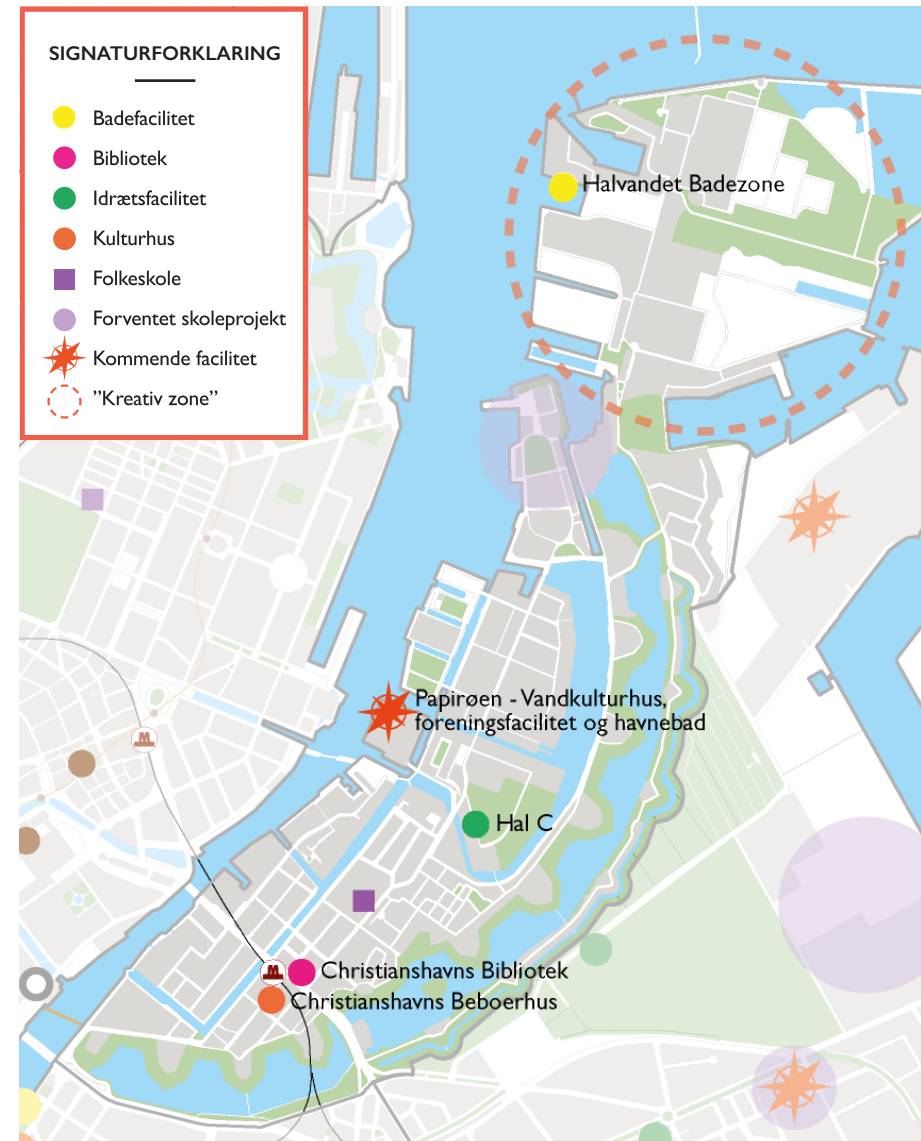 SIGNATURFORKLARING
Badefacilitet
Bibliotek
Idrætsfacilitet
Kulturhus
Folkeskole
Forventet skoleprojekt
Kommende facilitet
”Kreativ zone”
Halvandet Badezone
Papirøen - Vandkulturhus,
foreningsfacilitet og havnebad
Hal C
Christianshavns Bibliotek
Christianshavns Beboerhus